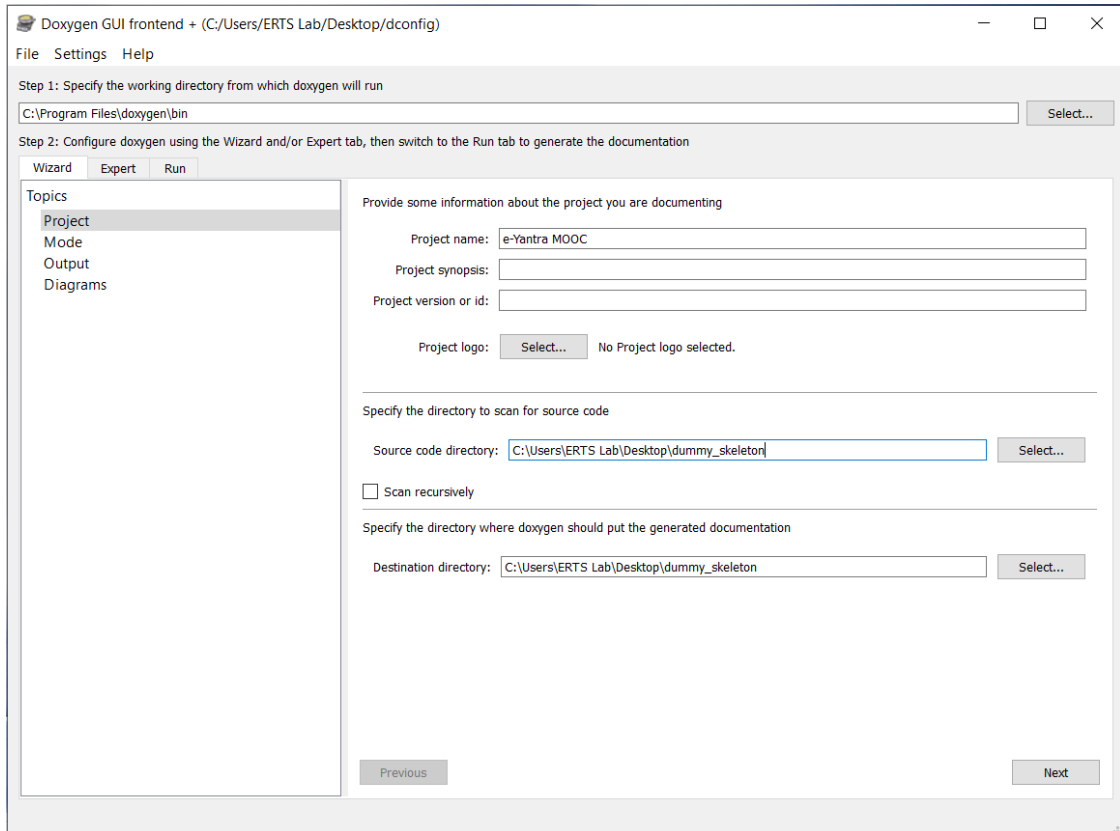 Doxygen GUI frontend + (C:/Users/ERTS Lab/Desktop/dconfig)
File Settings Help
Step 1: Specify the working directory from which doxygen will run
C:\Program Files\doxygen\bin Select...
Step 2: Configure doxygen using the Wizard and/or Expert tab, then switch to the Run tab to generate the documentation
Wizard Expert Run
Topics
Project
Mode
Output
Diagrams
Provide some information about the project you are documenting
Project name: e-Yantra MOOC
Project synopsis:
Project version or id:
Project logo: Select... No Project logo selected.
Specify the directory to scan for source code
Source code directory: C:\Users\ERTS Lab\Desktop\dummy_skeleton Select...
Scan recursively
Specify the directory where doxygen should put the generated documentation
Destination directory: C:\Users\ERTS Lab\Desktop\dummy_skeleton Select...
Previous Next